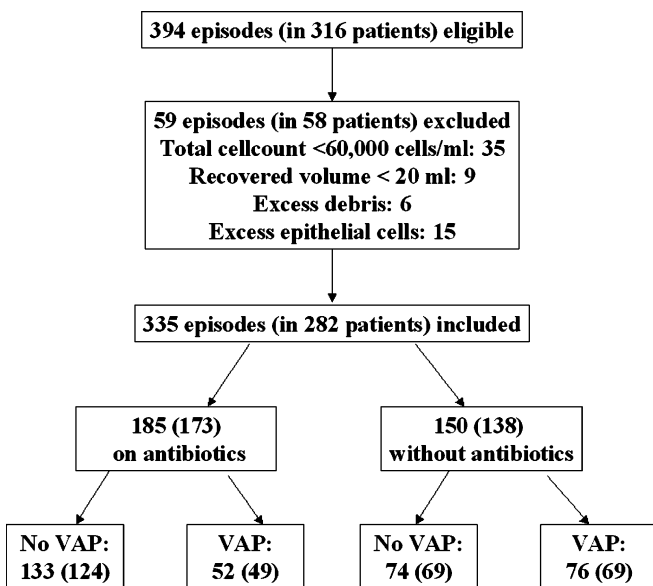 394 episodes (in 316 patients) eligible
59 episodes (in 58 patients) excluded
Total cellcount <60,000 cells/ml: 35
Recovered volume < 20 ml: 9
Excess debris: 6
Excess epithelial cells: 15
335 episodes (in 282 patients) included
185 (173)
on antibiotics
150 (138)
without antibiotics
No VAP:
133 (124)
VAP:
52 (49)
No VAP:
74 (69)
VAP:
76 (69)